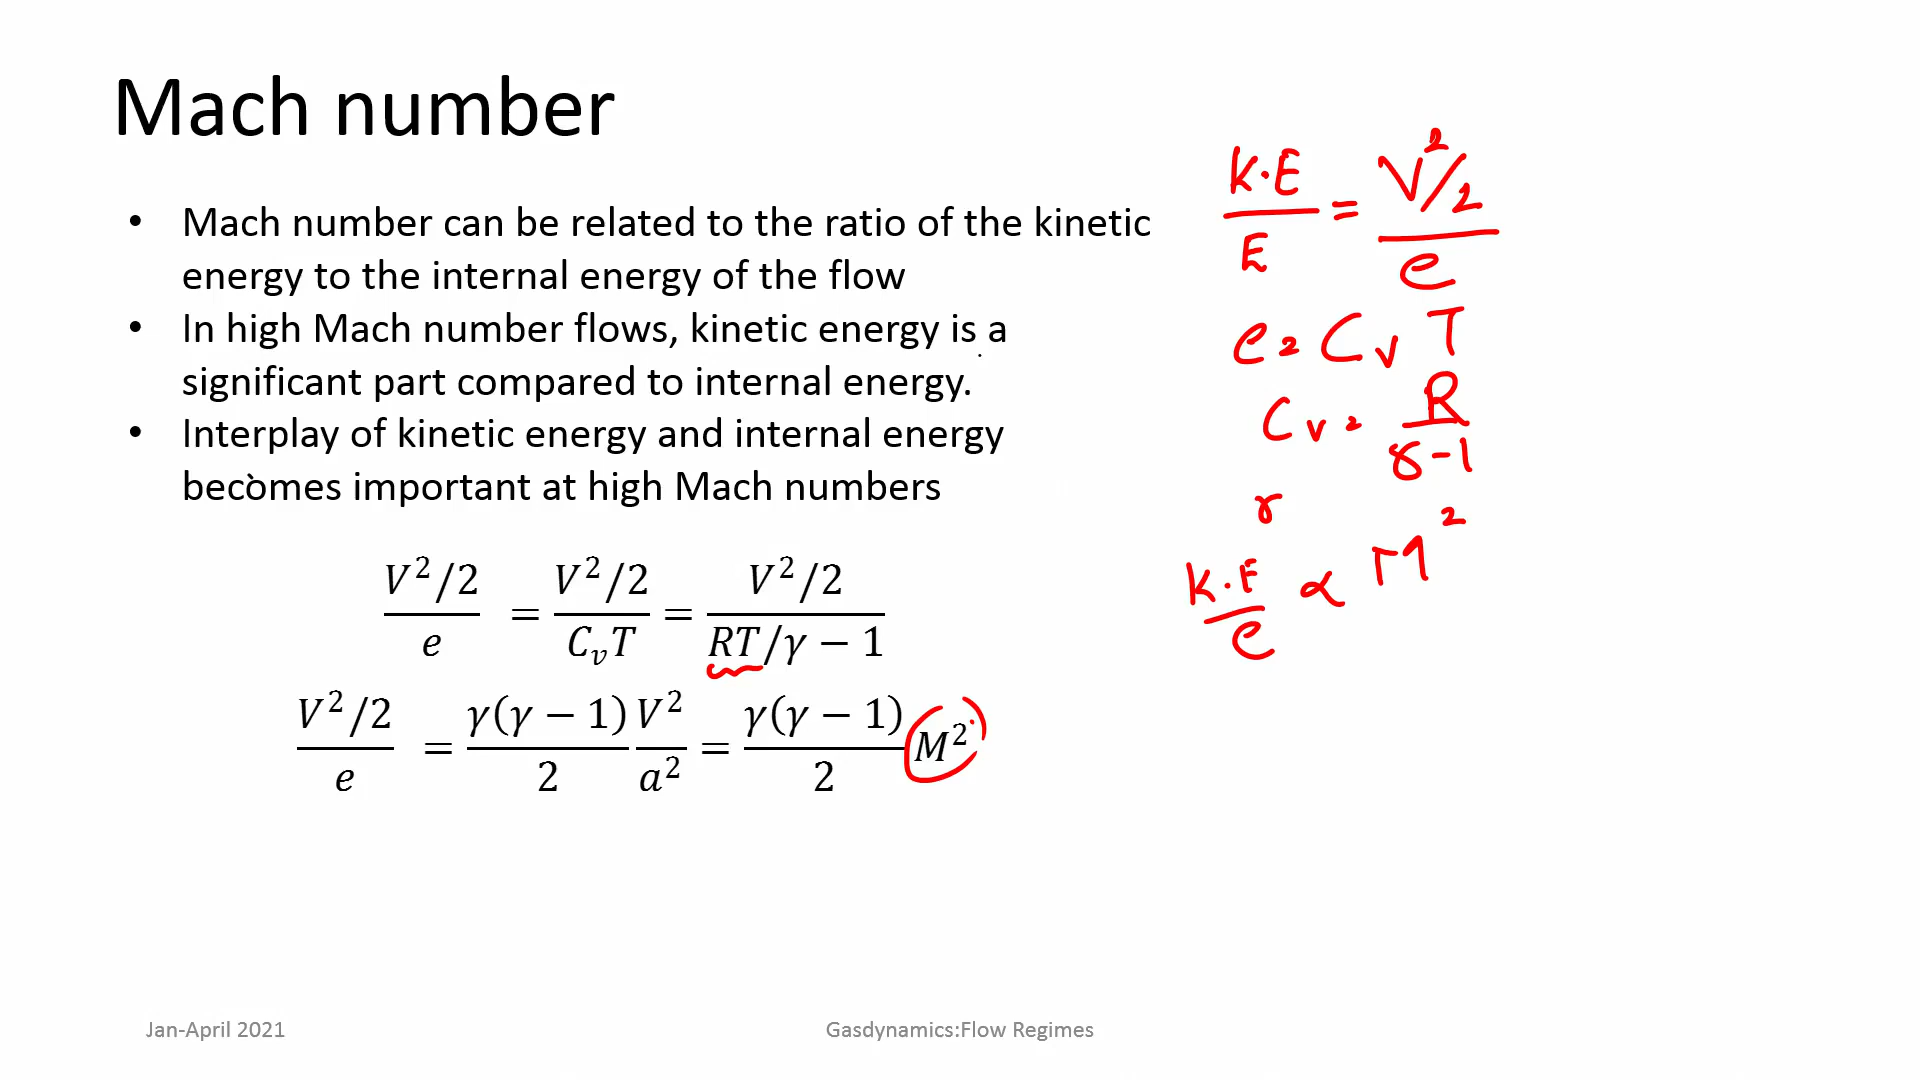 Mach number
• Mach number can be related to the ratio of the kinetic
energy to the internal energy of the flow
• In high Mach number flows, kinetic energy is a
significant part compared to internal energy.
• Interplay of kinetic energy and internal energy
becomes important at high Mach numbers
V²/2 / e = V²/2 / CᵥT = V²/2 / RT/γ − 1
V²/2 / e = γ(γ − 1) / 2 V² / a² = γ(γ − 1) / 2 M²
K.E / E = V²/2 / e
e = Cv T
Cv = R / γ-1
γ
K.E / e ∝ M²
Jan-April 2021
Gasdynamics:Flow Regimes